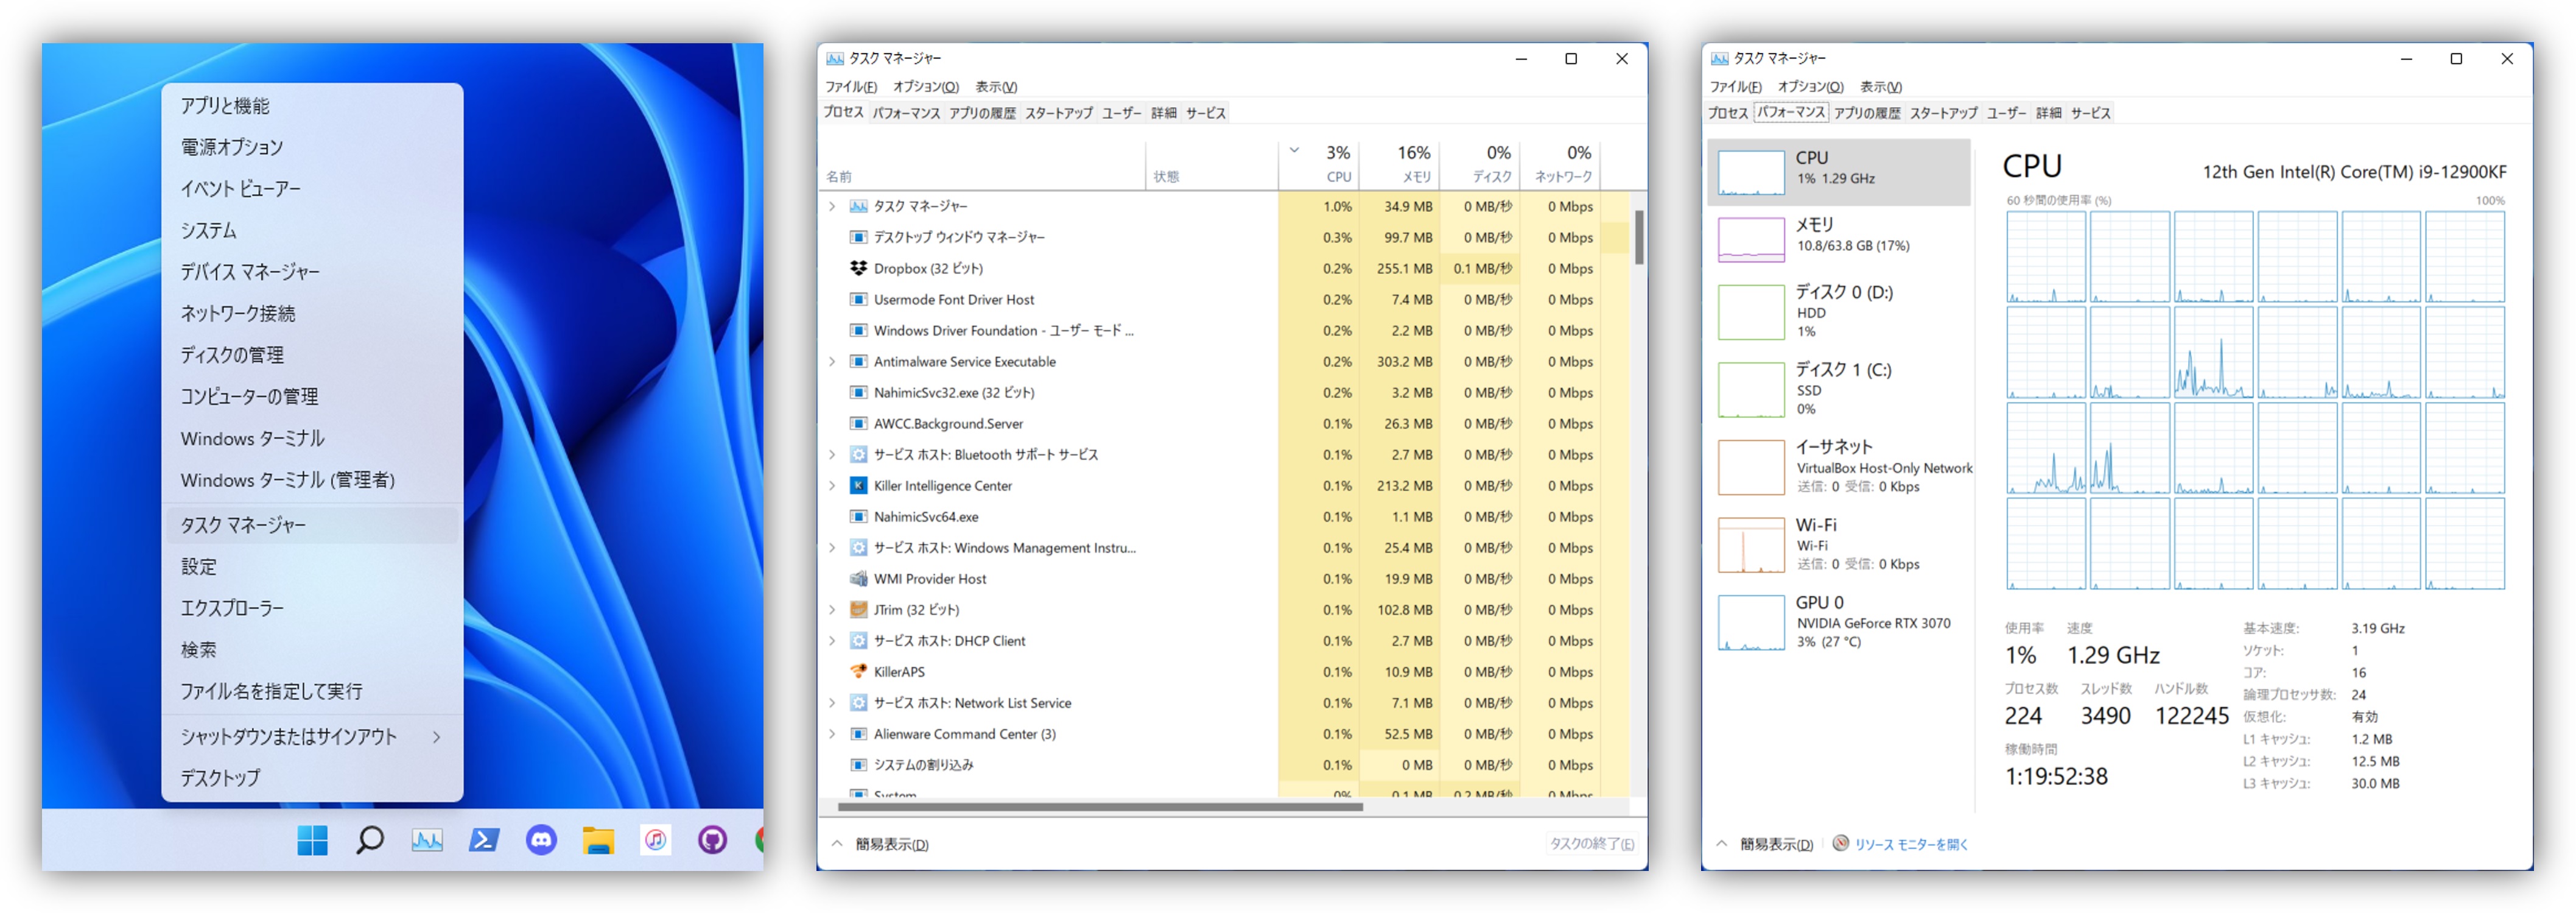 アプリと機能
電源オプション
イベント ビューアー
システム
デバイス マネージャー
ネットワーク接続
ディスクの管理
コンピューターの管理
Windows ターミナル
Windows ターミナル (管理者)
タスク マネージャー
設定
エクスプローラー
検索
ファイル名を指定して実行
シャットダウンまたはサインアウト
デスクトップ
タスク マネージャー
ファイル(F) オプション(O) 表示(V)
プロセス パフォーマンス アプリの履歴 スタートアップ ユーザー 詳細 サービス
3% 16% 0% 0%
名前 状態 CPU メモリ ディスク ネットワーク
タスク マネージャー 1.0% 34.9 MB 0 MB/秒 0 Mbps
デスクトップ ウィンドウ マネージャー 0.3% 99.7 MB 0 MB/秒 0 Mbps
Dropbox (32 ビット) 0.2% 255.1 MB 0.1 MB/秒 0 Mbps
Usermode Font Driver Host 0.2% 7.4 MB 0 MB/秒 0 Mbps
Windows Driver Foundation - ユーザー モード ... 0.2% 2.2 MB 0 MB/秒 0 Mbps
Antimalware Service Executable 0.2% 303.2 MB 0 MB/秒 0 Mbps
NahimicSvc32.exe (32 ビット) 0.2% 3.2 MB 0 MB/秒 0 Mbps
AWCC.Background.Server 0.1% 26.3 MB 0 MB/秒 0 Mbps
サービス ホスト: Bluetooth サポート サービス 0.1% 2.7 MB 0 MB/秒 0 Mbps
Killer Intelligence Center 0.1% 213.2 MB 0 MB/秒 0 Mbps
NahimicSvc64.exe 0.1% 1.1 MB 0 MB/秒 0 Mbps
サービス ホスト: Windows Management Instru... 0.1% 25.4 MB 0 MB/秒 0 Mbps
WMI Provider Host 0.1% 19.9 MB 0 MB/秒 0 Mbps
JTrim (32 ビット) 0.1% 102.8 MB 0 MB/秒 0 Mbps
サービス ホスト: DHCP Client 0.1% 2.7 MB 0 MB/秒 0 Mbps
KillerAPS 0.1% 10.9 MB 0 MB/秒 0 Mbps
サービス ホスト: Network List Service 0.1% 7.1 MB 0 MB/秒 0 Mbps
Alienware Command Center (3) 0.1% 52.5 MB 0 MB/秒 0 Mbps
システムの割り込み 0.1% 0 MB 0 MB/秒 0 Mbps
System 0% 0.1 MB 0.2 MB/秒 0 Mbps
簡易表示(D) タスクの終了(E)
タスク マネージャー
ファイル(F) オプション(O) 表示(V)
プロセス パフォーマンス アプリの履歴 スタートアップ ユーザー 詳細 サービス
CPU
1% 1.29 GHz
メモリ
10.8/63.8 GB (17%)
ディスク 0 (D:)
HDD
1%
ディスク 1 (C:)
SSD
0%
イーサネット
VirtualBox Host-Only Network
送信: 0 受信: 0 Kbps
Wi-Fi
Wi-Fi
送信: 0 受信: 0 Kbps
GPU 0
NVIDIA GeForce RTX 3070
3% (27 °C)
CPU 12th Gen Intel(R) Core(TM) i9-12900KF
60 秒間の使用率 (%) 100%
使用率 速度
1% 1.29 GHz
プロセス数 スレッド数 ハンドル数
224 3490 122245
稼働時間
1:19:52:38
基本速度: 3.19 GHz
ソケット: 1
コア: 16
論理プロセッサ数: 24
仮想化: 有効
L1 キャッシュ: 1.2 MB
L2 キャッシュ: 12.5 MB
L3 キャッシュ: 30.0 MB
簡易表示(D) リソース モニターを開く